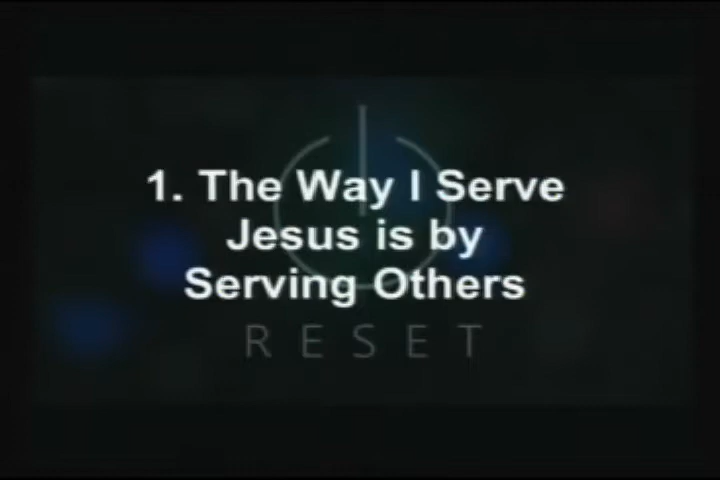 1. The Way I Serve
Jesus is by
Serving Others
RESET